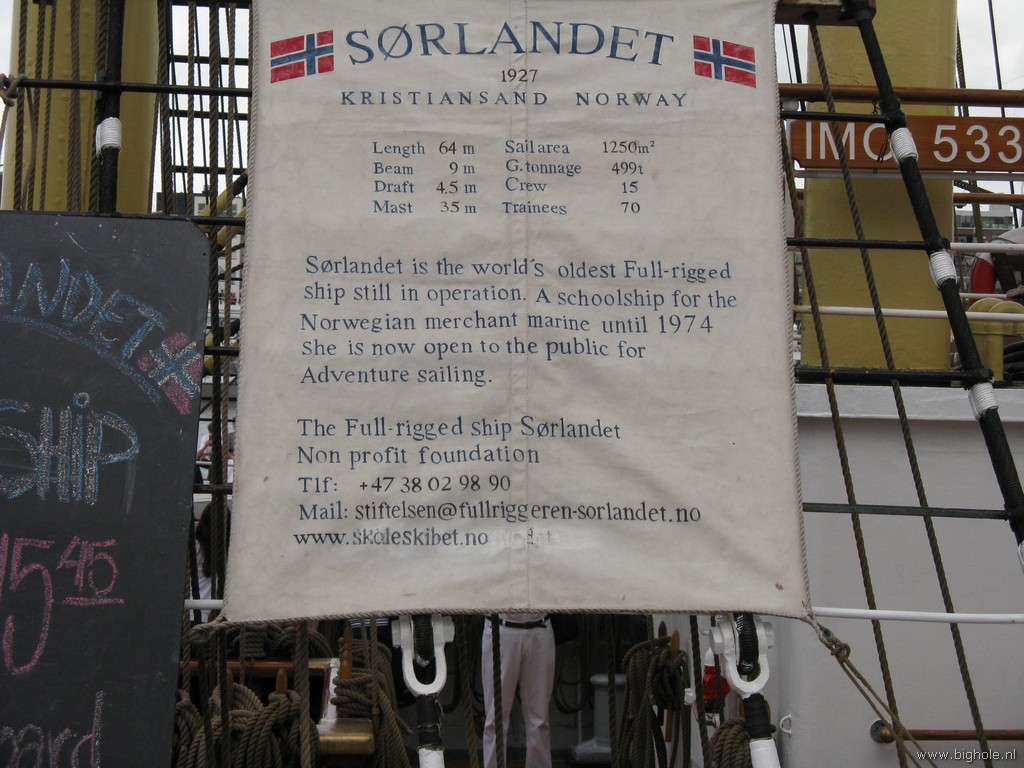 SØRLANDET
1927
KRISTIANSAND NORWAY
Length 64 m Sail area 1250m²
Beam 9 m G.tonnage 499t
Draft 4.5 m Crew 15
Mast 35 m Trainees 70
Sørlandet is the world's oldest Full-rigged
ship still in operation. A schoolship for the
Norwegian merchant marine until 1974
She is now open to the public for
Adventure sailing.
The Full-rigged ship Sørlandet
Non profit foundation
Tlf: +47 38 02 98 90
Mail: stiftelsen@fullriggeren-sorlandet.no
www.skoleskibet.no
IMO 533
ANDET
SHIP
15 45
oard
www.bighole.nl